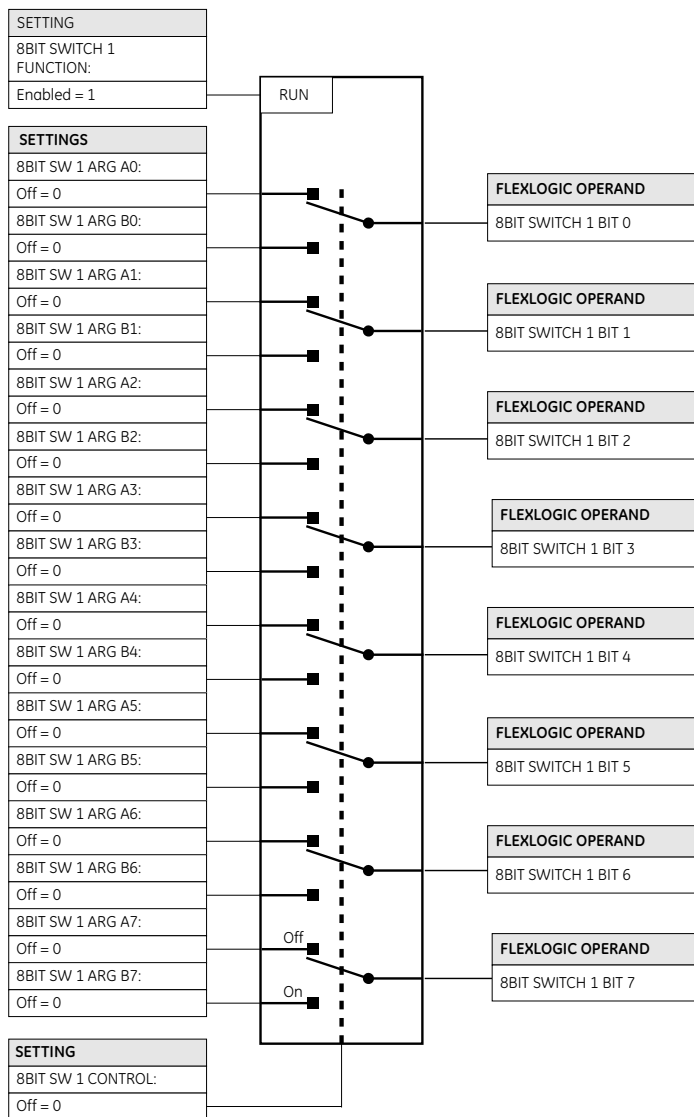 SETTING
8BIT SWITCH 1
FUNCTION:
Enabled = 1
RUN
SETTINGS
8BIT SW 1 ARG A0:
Off = 0
8BIT SW 1 ARG B0:
Off = 0
8BIT SW 1 ARG A1:
Off = 0
8BIT SW 1 ARG B1:
Off = 0
8BIT SW 1 ARG A2:
Off = 0
8BIT SW 1 ARG B2:
Off = 0
8BIT SW 1 ARG A3:
Off = 0
8BIT SW 1 ARG B3:
Off = 0
8BIT SW 1 ARG A4:
Off = 0
8BIT SW 1 ARG B4:
Off = 0
8BIT SW 1 ARG A5:
Off = 0
8BIT SW 1 ARG B5:
Off = 0
8BIT SW 1 ARG A6:
Off = 0
8BIT SW 1 ARG B6:
Off = 0
8BIT SW 1 ARG A7:
Off = 0
8BIT SW 1 ARG B7:
Off = 0
Off
On
SETTING
8BIT SW 1 CONTROL:
Off = 0
FLEXLOGIC OPERAND
8BIT SWITCH 1 BIT 0
FLEXLOGIC OPERAND
8BIT SWITCH 1 BIT 1
FLEXLOGIC OPERAND
8BIT SWITCH 1 BIT 2
FLEXLOGIC OPERAND
8BIT SWITCH 1 BIT 3
FLEXLOGIC OPERAND
8BIT SWITCH 1 BIT 4
FLEXLOGIC OPERAND
8BIT SWITCH 1 BIT 5
FLEXLOGIC OPERAND
8BIT SWITCH 1 BIT 6
FLEXLOGIC OPERAND
8BIT SWITCH 1 BIT 7